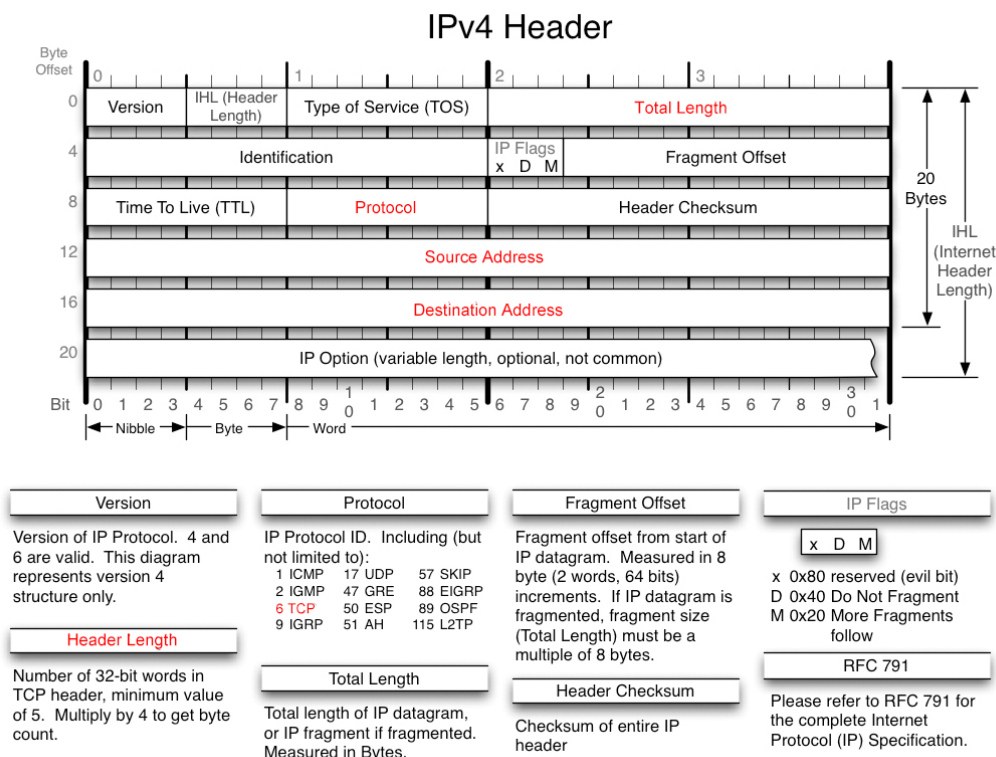 IPv4 Header
Byte
Offset
0 1 2 3
0 Version IHL (Header Length) Type of Service (TOS) Total Length
4 Identification IP Flags x D M Fragment Offset
8 Time To Live (TTL) Protocol Header Checksum
12 Source Address
16 Destination Address
20 IP Option (variable length, optional, not common)
20
Bytes
IHL
(Internet
Header
Length)
Bit 0 1 2 3 4 5 6 7 8 9 10 1 2 3 4 5 6 7 8 9 20 1 2 3 4 5 6 7 8 9 30 1
Nibble Byte Word
Version
Version of IP Protocol. 4 and
6 are valid. This diagram
represents version 4
structure only.
Header Length
Number of 32-bit words in
TCP header, minimum value
of 5. Multiply by 4 to get byte
count.
Protocol
IP Protocol ID. Including (but
not limited to):
1 ICMP 17 UDP 57 SKIP
2 IGMP 47 GRE 88 EIGRP
6 TCP 50 ESP 89 OSPF
9 IGRP 51 AH 115 L2TP
Total Length
Total length of IP datagram,
or IP fragment if fragmented.
Measured in Bytes.
Fragment Offset
Fragment offset from start of
IP datagram. Measured in 8
byte (2 words, 64 bits)
increments. If IP datagram is
fragmented, fragment size
(Total Length) must be a
multiple of 8 bytes.
Header Checksum
Checksum of entire IP
header
IP Flags
x D M
x 0x80 reserved (evil bit)
D 0x40 Do Not Fragment
M 0x20 More Fragments
follow
RFC 791
Please refer to RFC 791 for
the complete Internet
Protocol (IP) Specification.